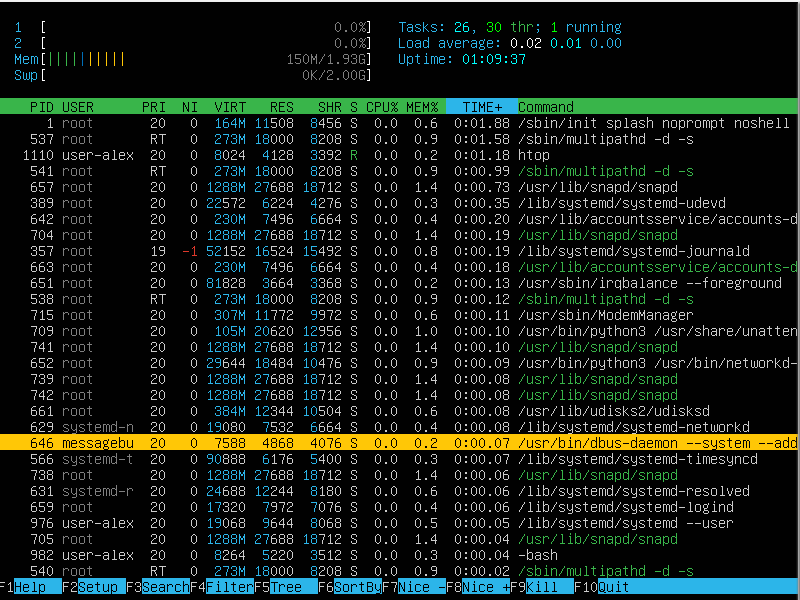 1 [ 0.0%] Tasks: 26, 30 thr; 1 running
2 [ 0.0%] Load average: 0.02 0.01 0.00
Mem[|||||||||| 150M/1.93G] Uptime: 01:09:37
Swp[ 0K/2.00G]
PID USER PRI NI VIRT RES SHR S CPU% MEM% TIME+ Command
1 root 20 0 164M 11508 8456 S 0.0 0.6 0:01.88 /sbin/init splash noprompt noshell
537 root RT 0 273M 18000 8208 S 0.0 0.9 0:01.58 /sbin/multipathd -d -s
1110 user-alex 20 0 8024 4128 3392 R 0.0 0.2 0:01.18 htop
541 root RT 0 273M 18000 8208 S 0.0 0.9 0:00.99 /sbin/multipathd -d -s
657 root 20 0 1288M 27688 18712 S 0.0 1.4 0:00.73 /usr/lib/snapd/snapd
389 root 20 0 22572 6224 4276 S 0.0 0.3 0:00.35 /lib/systemd/systemd-udevd
642 root 20 0 230M 7496 6664 S 0.0 0.4 0:00.20 /usr/lib/accountsservice/accounts-d
704 root 20 0 1288M 27688 18712 S 0.0 1.4 0:00.19 /usr/lib/snapd/snapd
357 root 19 -1 52152 16524 15492 S 0.0 0.8 0:00.19 /lib/systemd/systemd-journald
663 root 20 0 230M 7496 6664 S 0.0 0.4 0:00.18 /usr/lib/accountsservice/accounts-d
651 root 20 0 81828 3664 3368 S 0.0 0.2 0:00.13 /usr/sbin/irqbalance --foreground
538 root RT 0 273M 18000 8208 S 0.0 0.9 0:00.12 /sbin/multipathd -d -s
715 root 20 0 307M 11772 9972 S 0.0 0.6 0:00.11 /usr/sbin/ModemManager
709 root 20 0 105M 20620 12956 S 0.0 1.0 0:00.10 /usr/bin/python3 /usr/share/unatten
741 root 20 0 1288M 27688 18712 S 0.0 1.4 0:00.10 /usr/lib/snapd/snapd
652 root 20 0 29644 18484 10476 S 0.0 0.9 0:00.09 /usr/bin/python3 /usr/bin/networkd-
739 root 20 0 1288M 27688 18712 S 0.0 1.4 0:00.08 /usr/lib/snapd/snapd
742 root 20 0 1288M 27688 18712 S 0.0 1.4 0:00.08 /usr/lib/snapd/snapd
661 root 20 0 384M 12344 10504 S 0.0 0.6 0:00.08 /usr/lib/udisks2/udisksd
629 systemd-n 20 0 19080 7532 6664 S 0.0 0.4 0:00.08 /lib/systemd/systemd-networkd
646 messagebu 20 0 7588 4868 4076 S 0.0 0.2 0:00.07 /usr/bin/dbus-daemon --system --add
566 systemd-t 20 0 90888 6176 5400 S 0.0 0.3 0:00.07 /lib/systemd/systemd-timesyncd
738 root 20 0 1288M 27688 18712 S 0.0 1.4 0:00.06 /usr/lib/snapd/snapd
631 systemd-r 20 0 24688 12244 8180 S 0.0 0.6 0:00.06 /lib/systemd/systemd-resolved
659 root 20 0 17320 7972 7076 S 0.0 0.4 0:00.06 /lib/systemd/systemd-logind
976 user-alex 20 0 19068 9644 8068 S 0.0 0.5 0:00.05 /lib/systemd/systemd --user
705 root 20 0 1288M 27688 18712 S 0.0 1.4 0:00.04 /usr/lib/snapd/snapd
982 user-alex 20 0 8264 5220 3512 S 0.0 0.3 0:00.04 -bash
540 root RT 0 273M 18000 8208 S 0.0 0.9 0:00.02 /sbin/multipathd -d -s
F1Help F2Setup F3SearchF4FilterF5Tree F6SortByF7Nice -F8Nice +F9Kill F10Quit